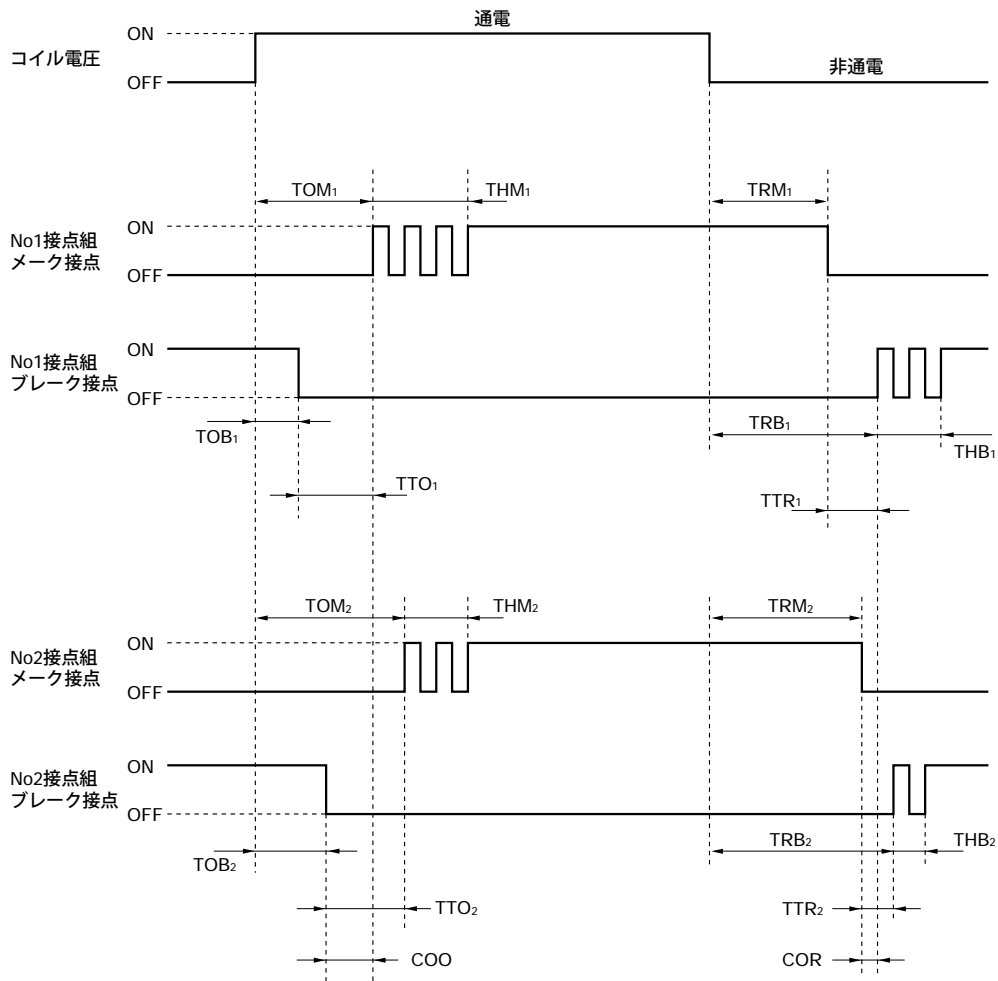 通電
ON
コイル電圧
OFF
非通電
TOM1
THM1
TRM1
ON
No1接点組
メーク接点
OFF
ON
No1接点組
ブレーク接点
OFF
TOB1
TRB1
THB1
TTO1
TTR1
TOM2
THM2
TRM2
ON
No2接点組
メーク接点
OFF
ON
No2接点組
ブレーク接点
OFF
TOB2
TRB2
THB2
TTO2
TTR2
COO
COR